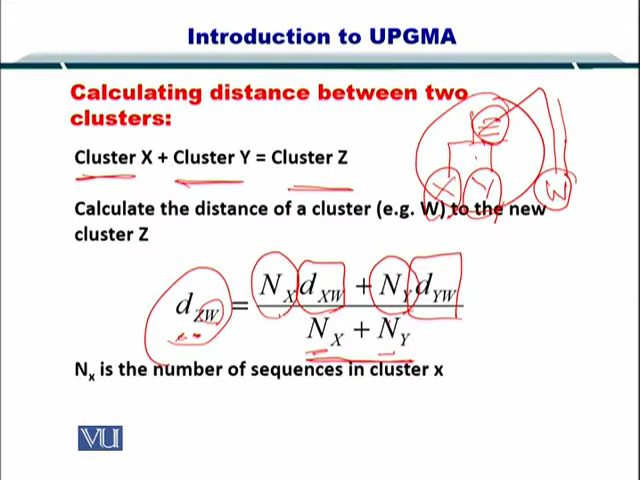 Introduction to UPGMA
Calculating distance between two
clusters:
Cluster X + Cluster Y = Cluster Z
Z
X Y W
Calculate the distance of a cluster (e.g. W) to the new
cluster Z
d_ZW = (N_X d_XW + N_Y d_YW) / (N_X + N_Y)
N_x is the number of sequences in cluster x
VU